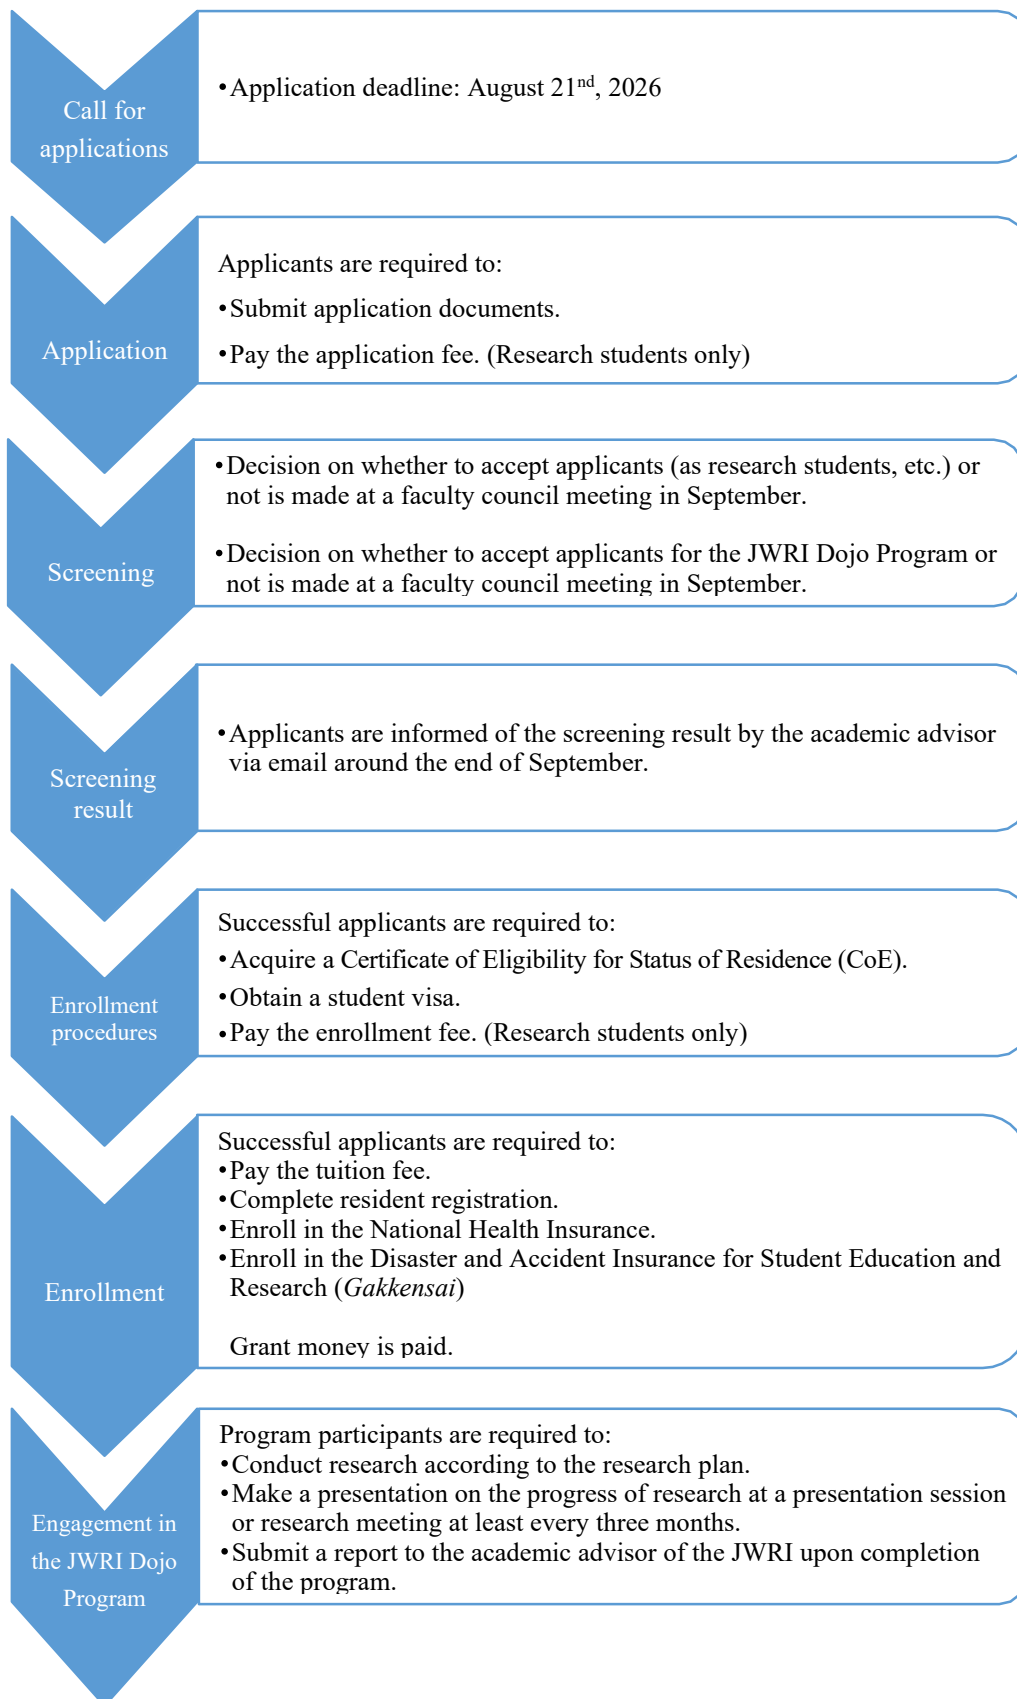 Call for
applications
•Application deadline: August 21nd, 2026
Application
Applicants are required to:
•Submit application documents.
•Pay the application fee. (Research students only)
Screening
•Decision on whether to accept applicants (as research students, etc.) or
not is made at a faculty council meeting in September.
•Decision on whether to accept applicants for the JWRI Dojo Program or
not is made at a faculty council meeting in September.
Screening
result
•Applicants are informed of the screening result by the academic advisor
via email around the end of September.
Enrollment
procedures
Successful applicants are required to:
•Acquire a Certificate of Eligibility for Status of Residence (CoE).
•Obtain a student visa.
•Pay the enrollment fee. (Research students only)
Enrollment
Successful applicants are required to:
•Pay the tuition fee.
•Complete resident registration.
•Enroll in the National Health Insurance.
•Enroll in the Disaster and Accident Insurance for Student Education and
Research (Gakkensai)
Grant money is paid.
Engagement in
the JWRI Dojo
Program
Program participants are required to:
•Conduct research according to the research plan.
•Make a presentation on the progress of research at a presentation session
or research meeting at least every three months.
•Submit a report to the academic advisor of the JWRI upon completion
of the program.